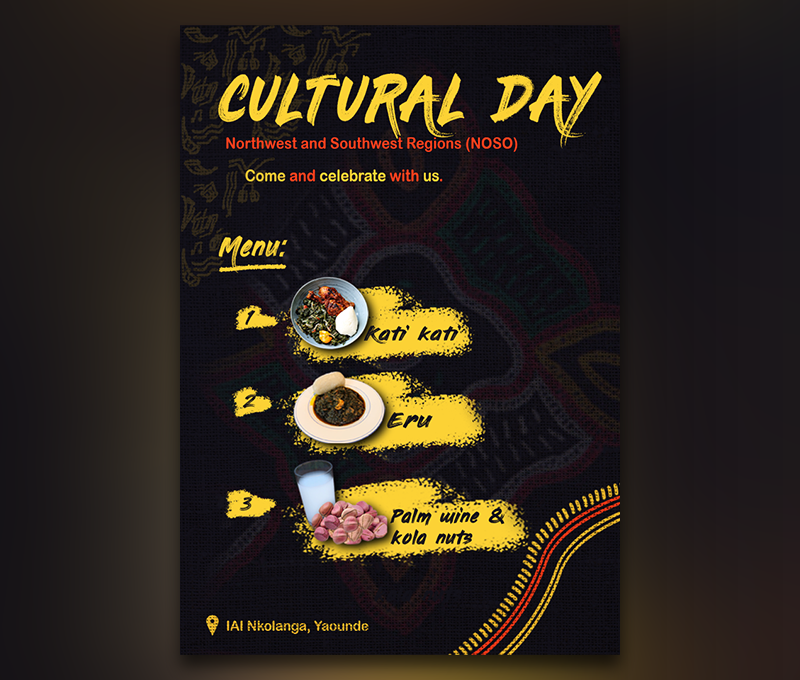 CULTURAL DAY
Northwest and Southwest Regions (NOSO)
Come and celebrate with us.
Menu:
1
Kati kati
2
Eru
3
Palm wine &
kola nuts
IAI Nkolanga, Yaounde